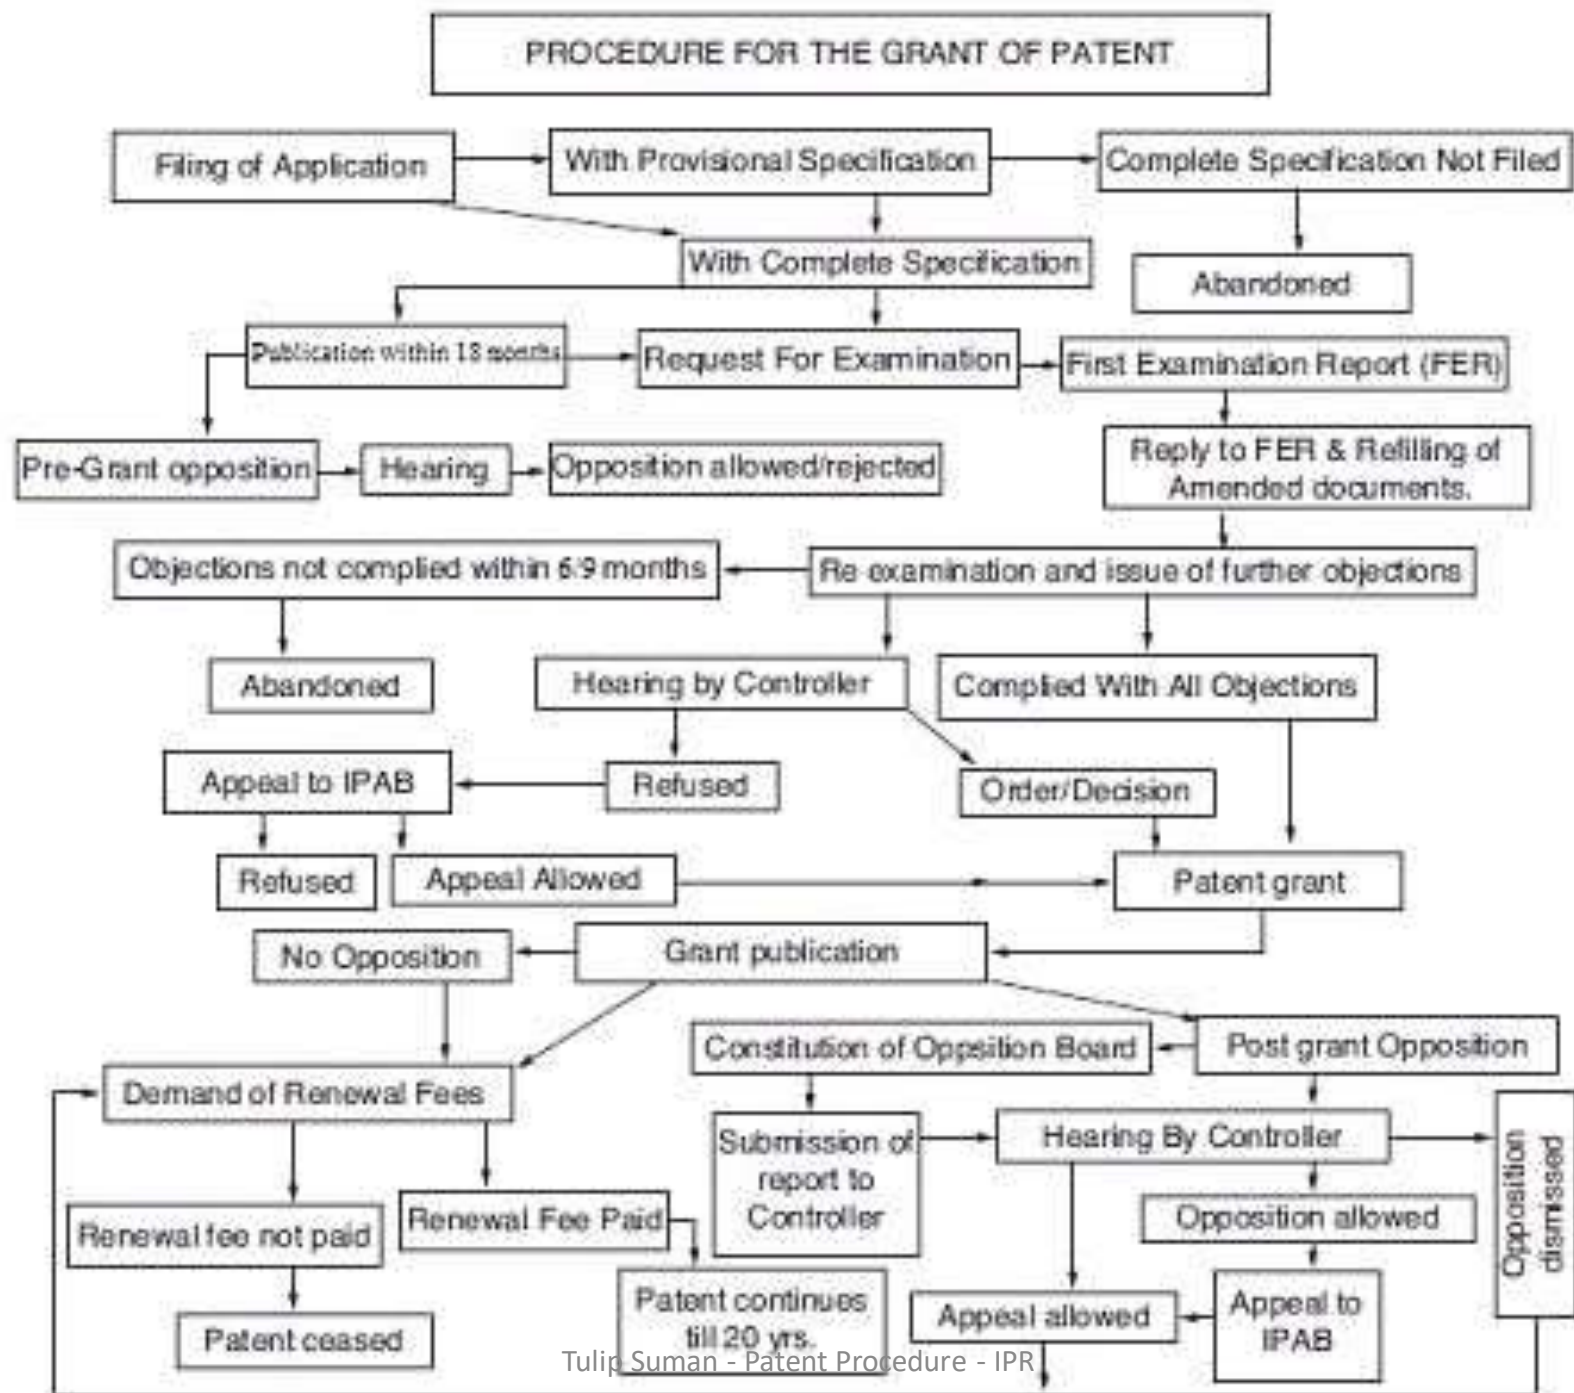 PROCEDURE FOR THE GRANT OF PATENT
Filing of Application
With Provisional Specification
Complete Specification Not Filed
With Complete Specification
Abandoned
Publication within 18 months
Request For Examination
First Examination Report (FER)
Pre-Grant opposition
Hearing
Opposition allowed/rejected
Reply to FER & Refilling of
Amended documents.
Objections not complied within 6/9 months
Re examination and issue of further objections
Abandoned
Hearing by Controller
Complied With All Objections
Appeal to IPAB
Refused
Order/Decision
Refused
Appeal Allowed
Patent grant
No Opposition
Grant publication
Constitution of Oppsition Board
Post grant Opposition
Demand of Renewal Fees
Submission of
report to
Controller
Hearing By Controller
Opposition
dismissed
Renewal fee not paid
Renewal Fee Paid
Opposition allowed
Patent continues
till 20 yrs.
Appeal allowed
Appeal to
IPAB
Patent ceased
Tulip Suman - Patent Procedure - IPR